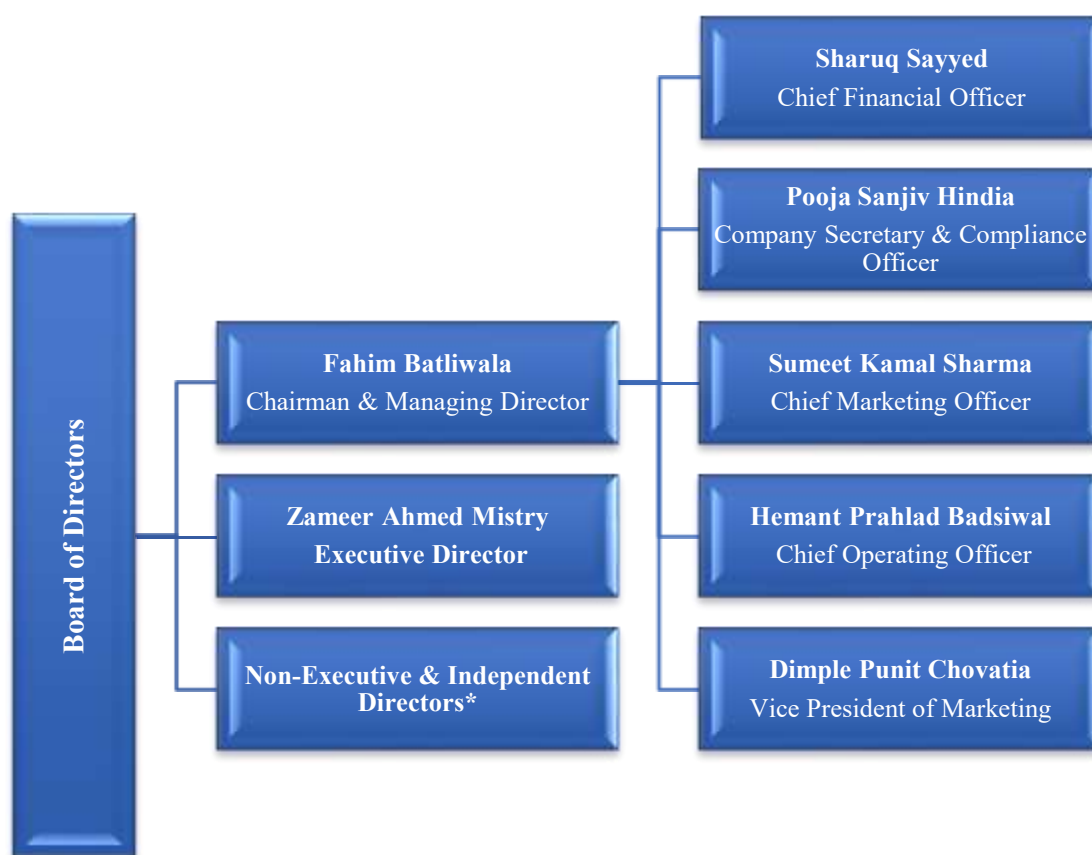 Board of Directors
Fahim Batliwala
Chairman & Managing Director
Zameer Ahmed Mistry
Executive Director
Non-Executive & Independent
Directors*
Sharuq Sayyed
Chief Financial Officer
Pooja Sanjiv Hindia
Company Secretary & Compliance
Officer
Sumeet Kamal Sharma
Chief Marketing Officer
Hemant Prahlad Badsiwal
Chief Operating Officer
Dimple Punit Chovatia
Vice President of Marketing